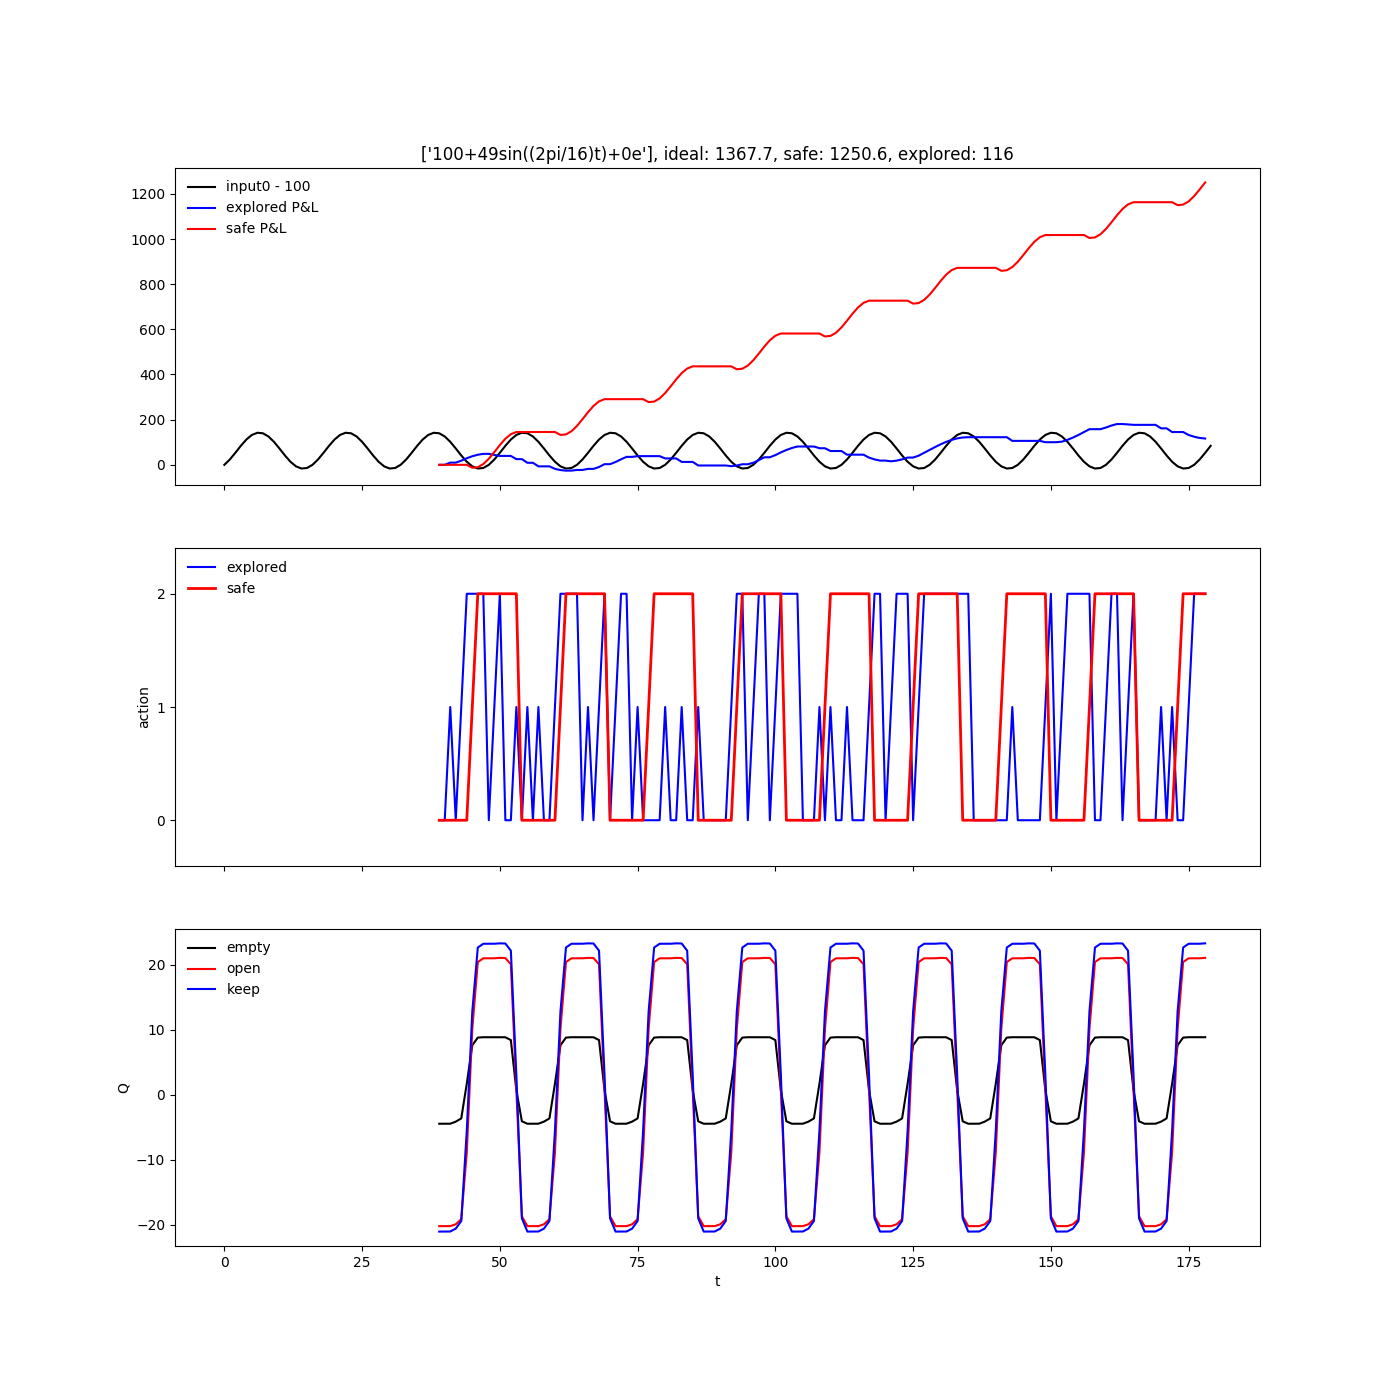 ['100+49sin((2pi/16)t)+0e'], ideal: 1367.7, safe: 1250.6, explored: 116
input0 - 100
explored P&L
safe P&L
1200
1000
800
600
400
200
0
explored
safe
2
1
0
action
empty
open
keep
20
10
0
−10
−20
Q
0 25 50 75 100 125 150 175
t